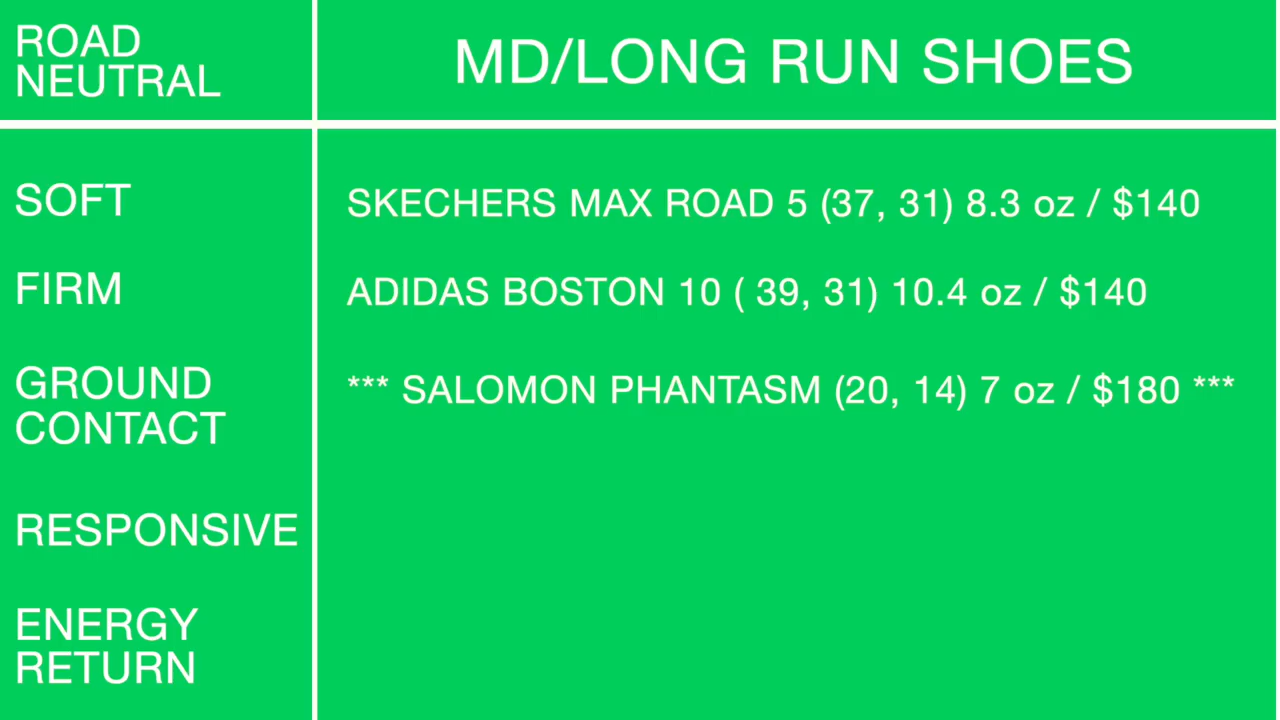 ROAD
NEUTRAL
MD/LONG RUN SHOES
SOFT
SKECHERS MAX ROAD 5 (37, 31) 8.3 oz / $140
FIRM
ADIDAS BOSTON 10 ( 39, 31) 10.4 oz / $140
GROUND
CONTACT
*** SALOMON PHANTASM (20, 14) 7 oz / $180 ***
RESPONSIVE
ENERGY
RETURN